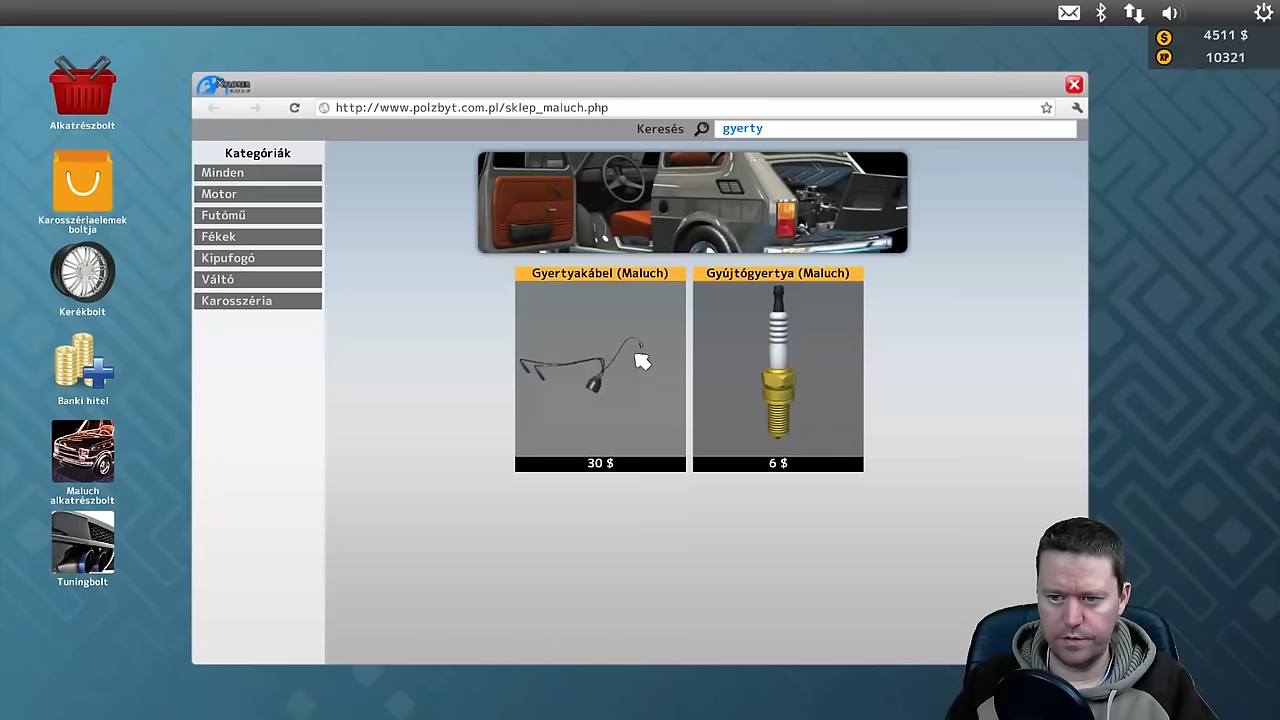 4511 $
10321
Alkatrészbolt
Karosszériaelemek
boltja
Kerékbolt
Banki hitel
Maluch
alkatrészbolt
Tuningbolt
http://www.polzbyt.com.pl/sklep_maluch.php
Keresés
gyerty
Kategóriák
Minden
Motor
Futómű
Fékek
Kipufogó
Váltó
Karosszéria
Gyertyakábel (Maluch)
30 $
Gyújtógyertya (Maluch)
6 $